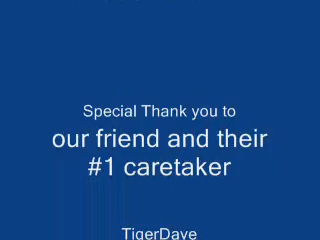 Special Thank you to
our friend and their
#1 caretaker
TigerDave